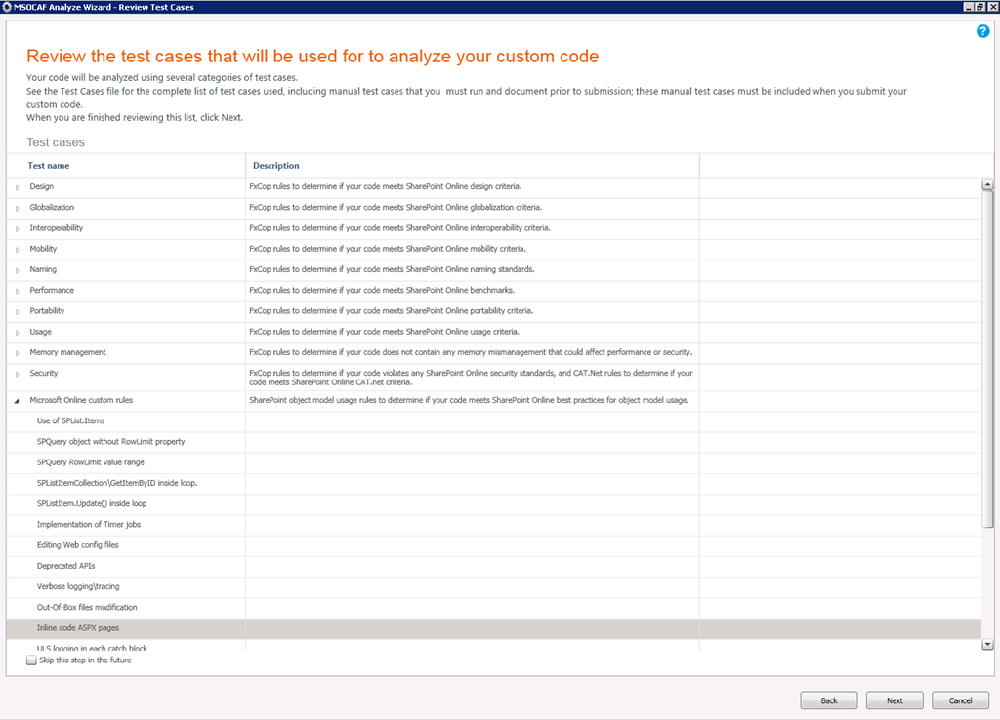 MSOCAF Analyze Wizard - Review Test Cases
Review the test cases that will be used for to analyze your custom code
Your code will be analyzed using several categories of test cases.
See the Test Cases file for the complete list of test cases used, including manual test cases that you must run and document prior to submission; these manual test cases must be included when you submit your
custom code.
When you are finished reviewing this list, click Next.
Test cases
Test name Description
Design FxCop rules to determine if your code meets SharePoint Online design criteria.
Globalization FxCop rules to determine if your code meets SharePoint Online globalization criteria.
Interoperability FxCop rules to determine if your code meets SharePoint Online interoperability criteria.
Mobility FxCop rules to determine if your code meets SharePoint Online mobility criteria.
Naming FxCop rules to determine if your code meets SharePoint Online naming standards.
Performance FxCop rules to determine if your code meets SharePoint Online benchmarks.
Portability FxCop rules to determine if your code meets SharePoint Online portability criteria.
Usage FxCop rules to determine if your code meets SharePoint Online usage criteria.
Memory management FxCop rules to determine if your code does not contain any memory mismanagement that could affect performance or security.
Security FxCop rules to determine if your code violates any SharePoint Online security standards, and CAT.Net rules to determine if your
code meets SharePoint Online CAT.net criteria.
Microsoft Online custom rules SharePoint object model usage rules to determine if your code meets SharePoint Online best practices for object model usage.
Use of SPList.Items
SPQuery object without RowLimit property
SPQuery RowLimit value range
SPListItemCollection\GetItemByID inside loop.
SPListItem.Update() inside loop
Implementation of Timer jobs
Editing Web config files
Deprecated APIs
Verbose logging\tracing
Out-Of-Box files modification
Inline code ASPX pages
ULS logging in each catch block
Skip this step in the future
Back Next Cancel